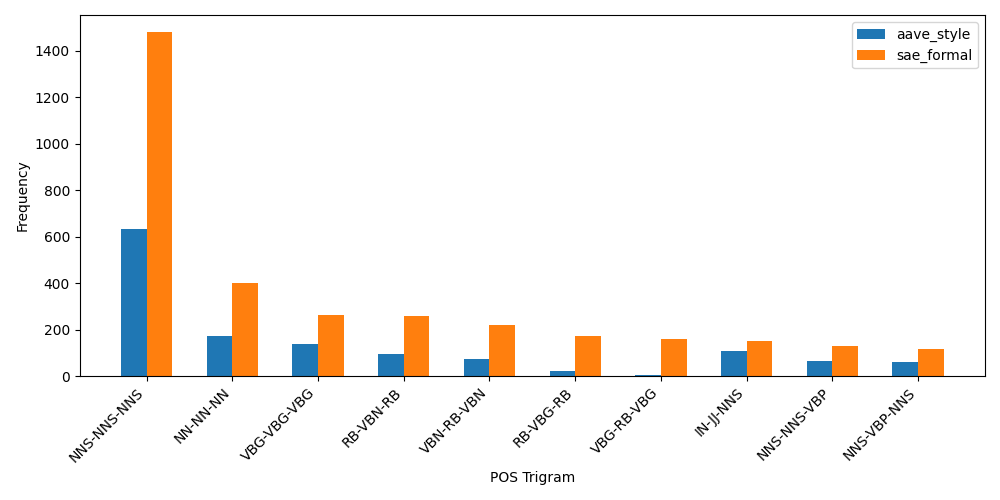 aave_style
sae_formal
Frequency
1400
1200
1000
800
600
400
200
0
NNS-NNS-NNS
NN-NN-NN
VBG-VBG-VBG
RB-VBN-RB
VBN-RB-VBN
RB-VBG-RB
VBG-RB-VBG
IN-JJ-NNS
NNS-NNS-VBP
NNS-VBP-NNS
POS Trigram